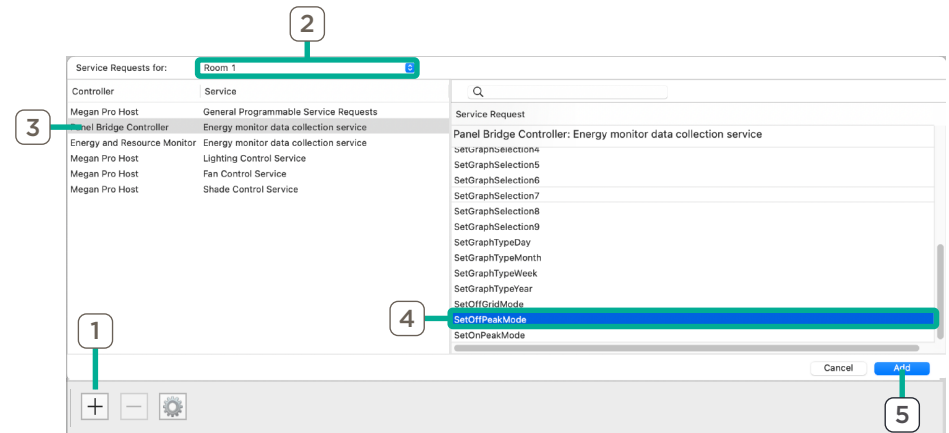 2
Service Requests for: Room 1
Controller Service
Megan Pro Host General Programmable Service Requests
Service Request
3
Panel Bridge Controller Energy monitor data collection service
Panel Bridge Controller: Energy monitor data collection service
Energy and Resource Monitor Energy monitor data collection service
SetGraphSelection4
Megan Pro Host Lighting Control Service
SetGraphSelection5
Megan Pro Host Fan Control Service
SetGraphSelection6
Megan Pro Host Shade Control Service
SetGraphSelection7
SetGraphSelection8
SetGraphSelection9
SetGraphTypeDay
SetGraphTypeMonth
SetGraphTypeWeek
SetGraphTypeYear
SetOffGridMode
4
SetOffPeakMode
1
SetOnPeakMode
Cancel Add
5